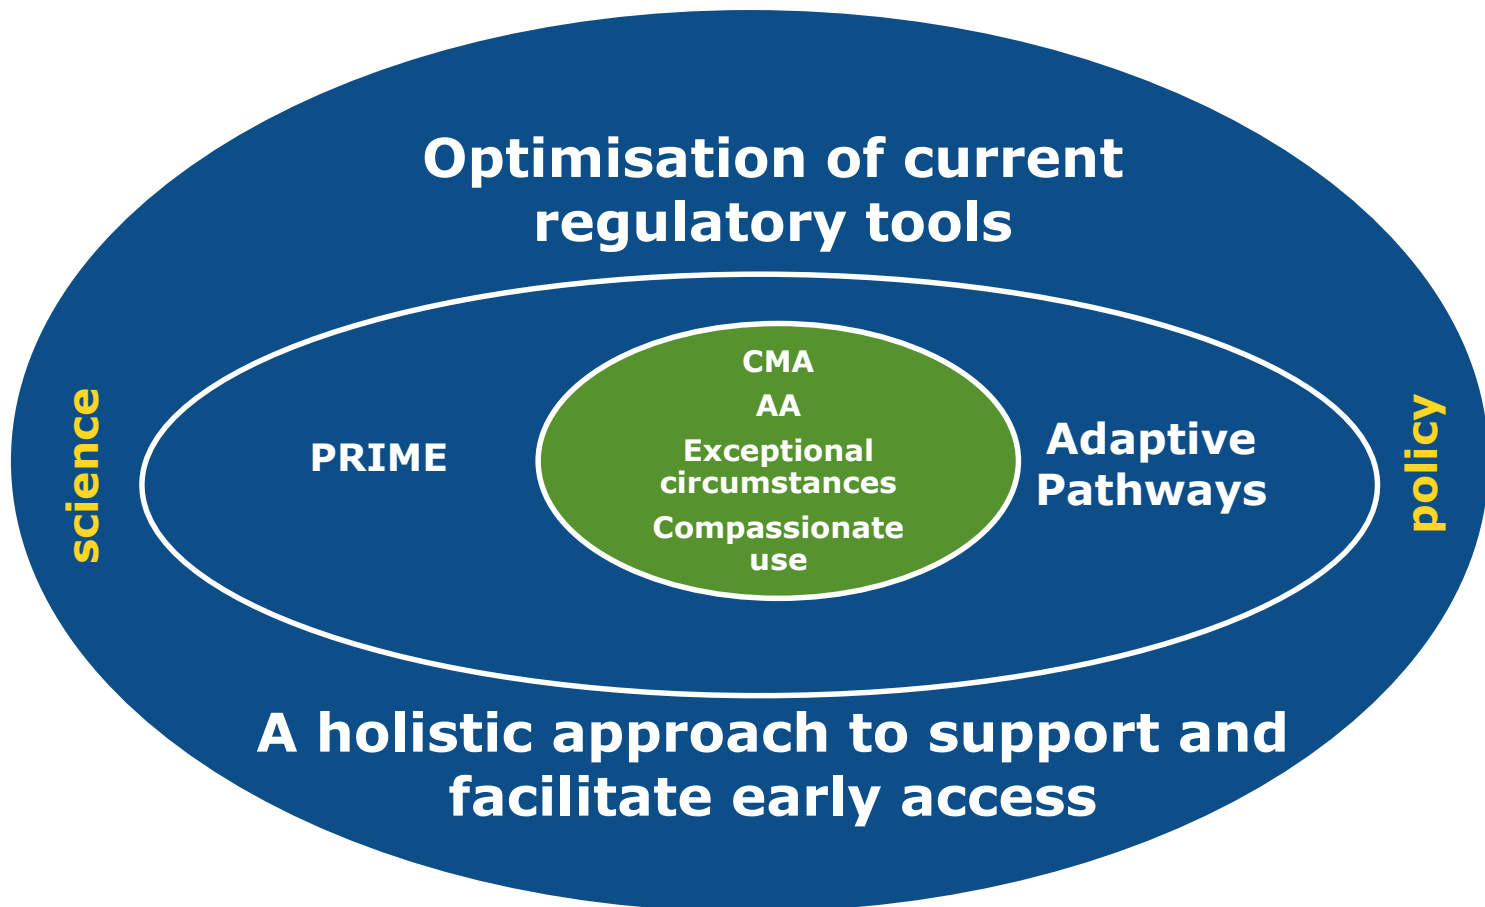 Optimisation of current
regulatory tools
science
PRIME
CMA
AA
Exceptional
circumstances
Compassionate
use
Adaptive
Pathways
policy
A holistic approach to support and
facilitate early access